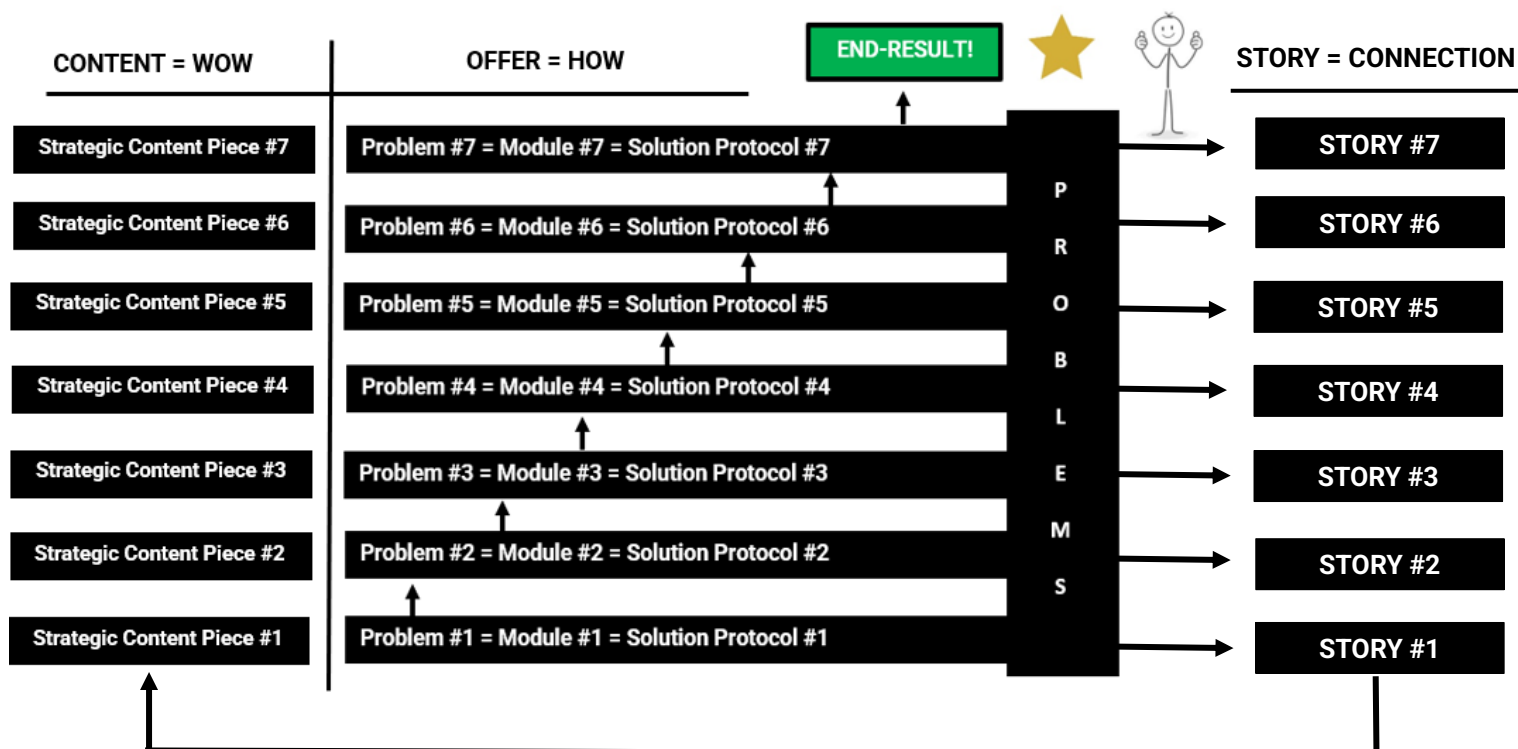 CONTENT = WOW
OFFER = HOW
END-RESULT!
STORY = CONNECTION
Strategic Content Piece #7
Problem #7 = Module #7 = Solution Protocol #7
STORY #7
Strategic Content Piece #6
Problem #6 = Module #6 = Solution Protocol #6
STORY #6
Strategic Content Piece #5
Problem #5 = Module #5 = Solution Protocol #5
STORY #5
Strategic Content Piece #4
Problem #4 = Module #4 = Solution Protocol #4
STORY #4
Strategic Content Piece #3
Problem #3 = Module #3 = Solution Protocol #3
STORY #3
Strategic Content Piece #2
Problem #2 = Module #2 = Solution Protocol #2
STORY #2
Strategic Content Piece #1
Problem #1 = Module #1 = Solution Protocol #1
STORY #1
P
R
O
B
L
E
M
S